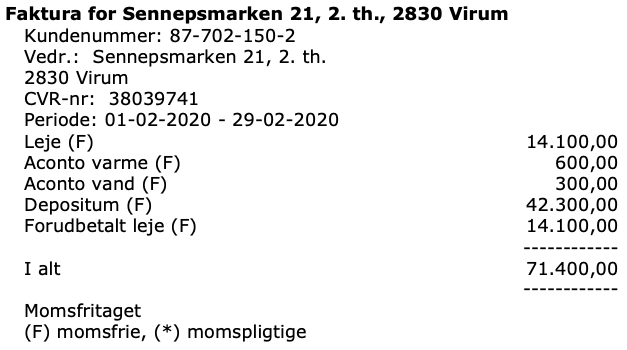 Faktura for Sennepsmarken 21, 2. th., 2830 Virum
Kundenummer: 87-702-150-2
Vedr.: Sennepsmarken 21, 2. th.
2830 Virum
CVR-nr: 38039741
Periode: 01-02-2020 - 29-02-2020
Leje (F) 14.100,00
Aconto varme (F) 600,00
Aconto vand (F) 300,00
Depositum (F) 42.300,00
Forudbetalt leje (F) 14.100,00
------------
I alt 71.400,00
------------
Momsfritaget
(F) momsfrie, (*) momspligtige